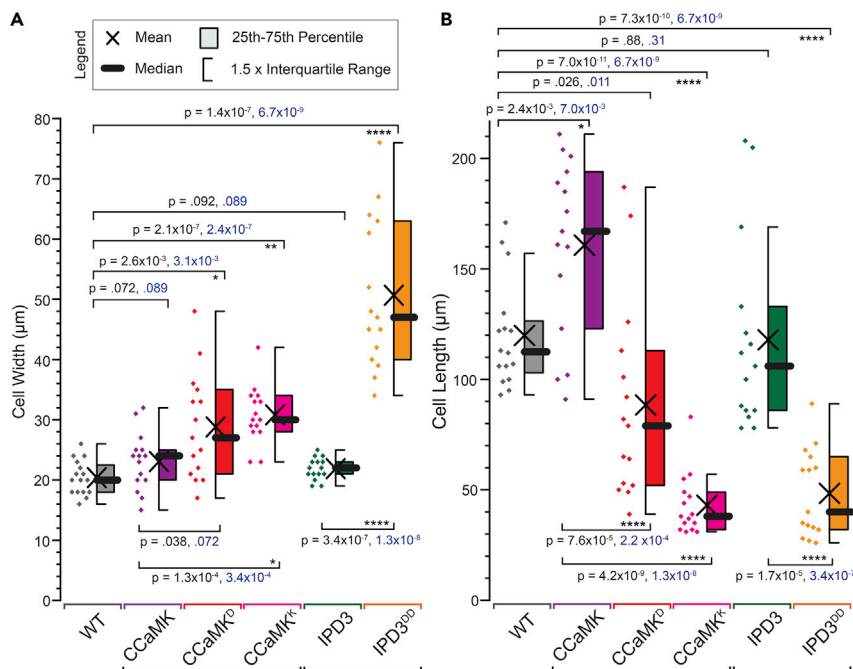 A
Legend
Mean
25th-75th Percentile
Median
1.5 x Interquartile Range
p = 1.4x10-7, 6.7x10-9
****
p = .092, .089
p = 2.1x10-7, 2.4x10-7
**
p = 2.6x10-3, 3.1x10-3
*
p = .072, .089
80
70
60
50
40
30
20
10
0
Cell Width (µm)
p = .038, .072
****
p = 3.4x10-7, 1.3x10-8
*
p = 1.3x10-4, 3.4x10-4
WT
CCaMK
CCaMKD
CCaMKK
IPD3
IPD3DD
B
p = 7.3x10-10, 6.7x10-9
****
p = .88, .31
p = 7.0x10-11, 6.7x10-9
****
p = .026, .011
p = 2.4x10-3, 7.0x10-3
*
200
150
100
50
0
Cell Length (µm)
****
p = 7.6x10-5, 2.2 x10-4
****
p = 4.2x10-9, 1.3x10-8
****
p = 1.7x10-5, 3.4x10-7
WT
CCaMK
CCaMKD
CCaMKK
IPD3
IPD3DD